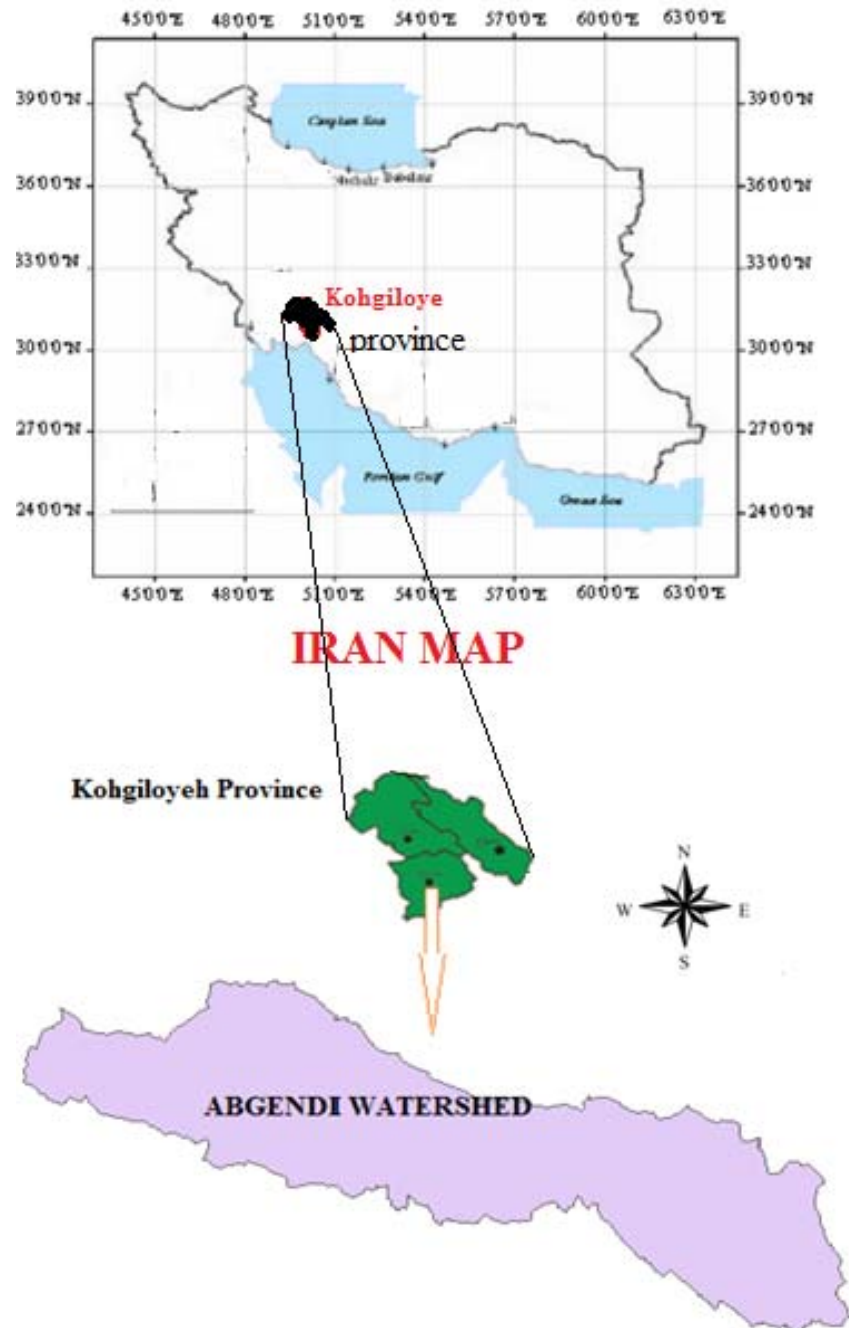 4500'E 4800'E 5100'E 5400'E 5700'E 6000'E 6300'E
3900'N 3900'N
Caspian Sea
3600'N 3600'N
3300'N 3300'N
Kohgiloye
province
3000'N 3000'N
2700'N 2700'N
Persian Gulf
Oman Sea
2400'N 2400'N
4500'E 4800'E 5100'E 5400'E 5700'E 6000'E 6300'E
IRAN MAP
Kohgiloyeh Province
N
W E
S
ABGENDI WATERSHED